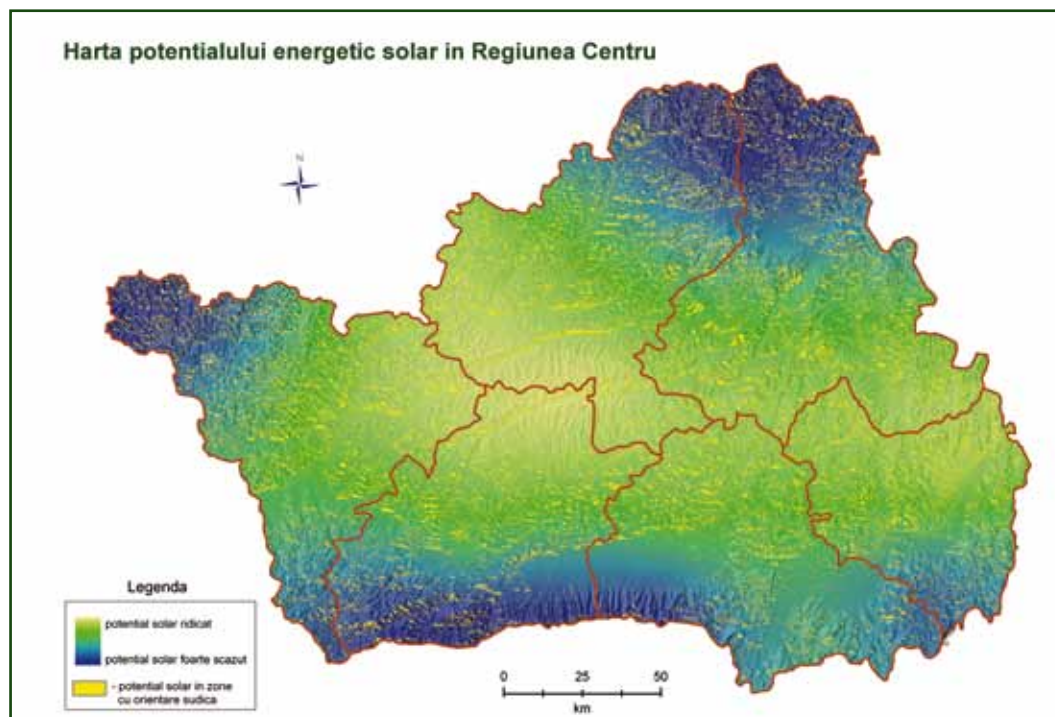 Harta potentialului energetic solar in Regiunea Centru
N
Legenda
potential solar ridicat
potential solar foarte scazut
- potential solar in zone
cu orientare sudica
0 25 50
km